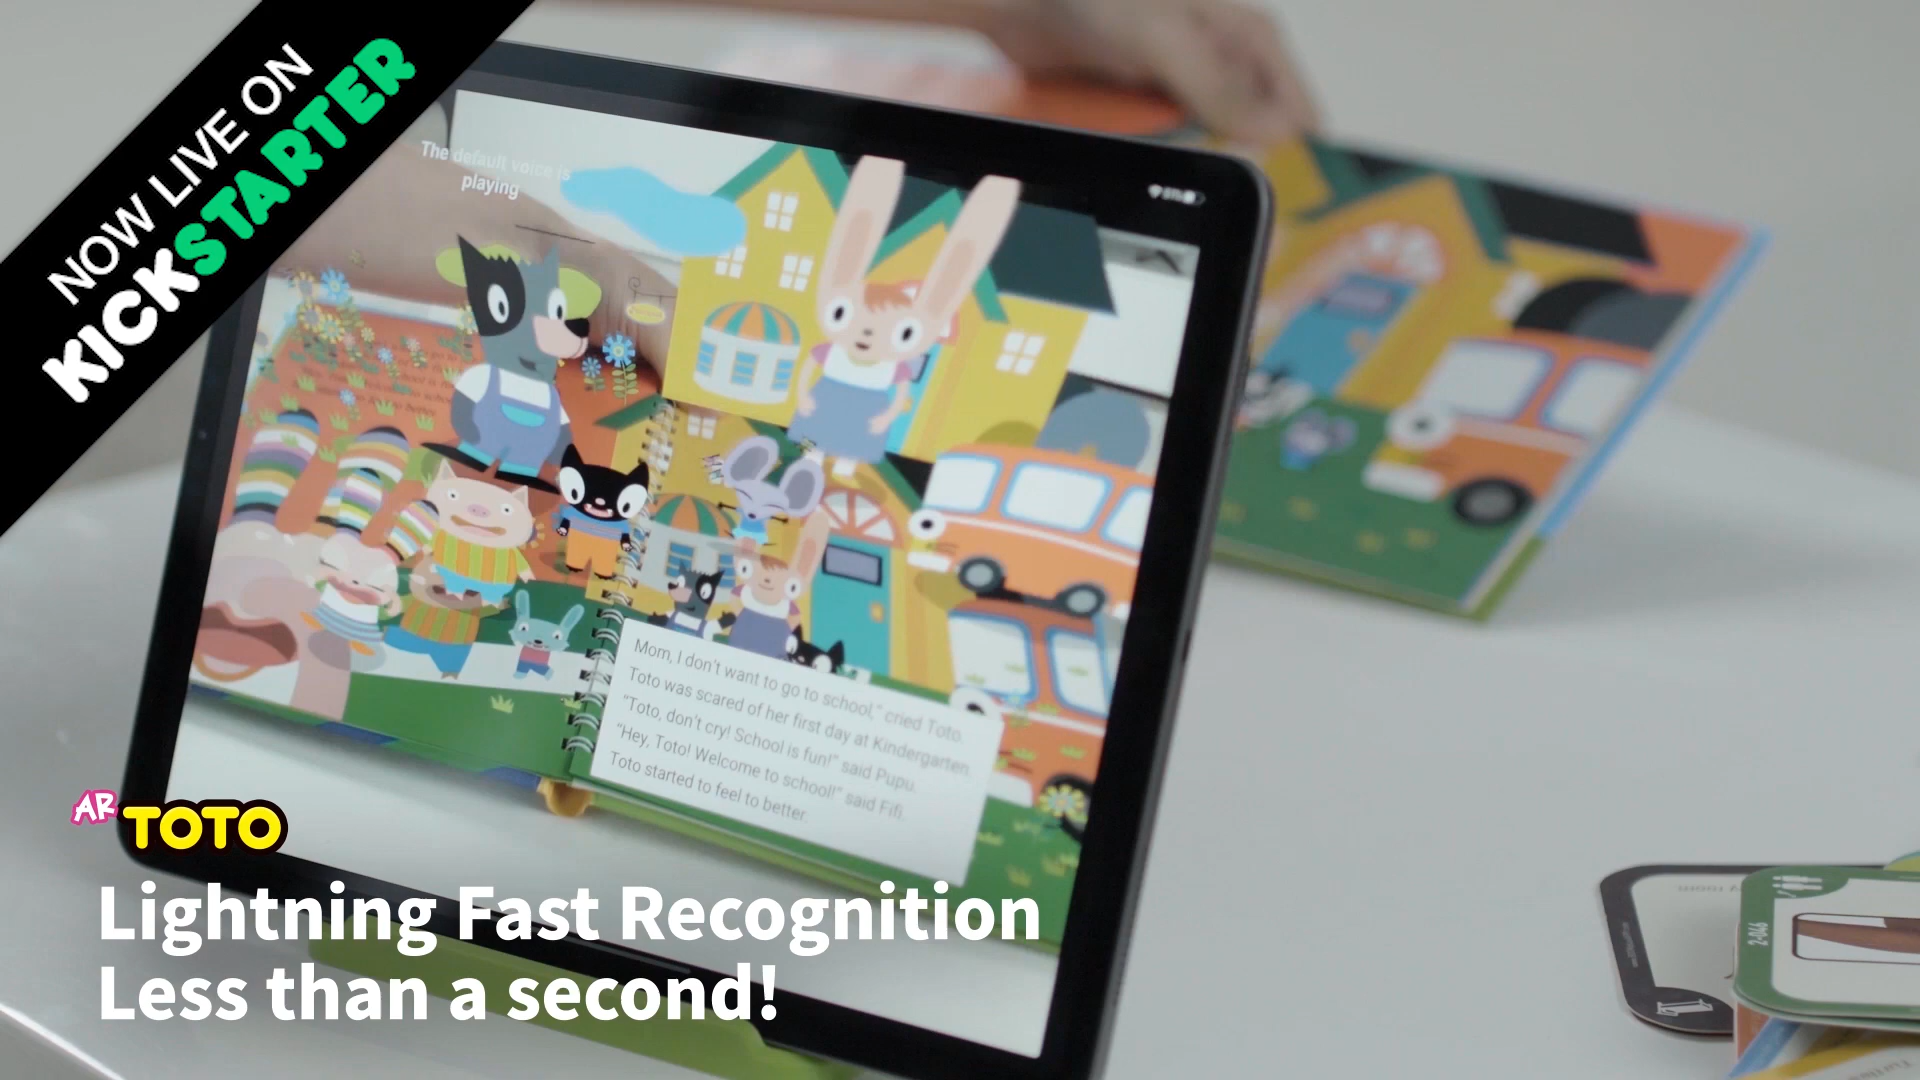 NOW LIVE ON
KICKSTARTER
The default voice is
playing
Mom, I don't want to go to school," cried Toto.
Toto was scared of her first day at Kindergarten.
"Toto, don't cry! School is fun!" said Pupu.
"Hey, Toto! Welcome to school!" said Fifi.
Toto started to feel to better.
AR
TOTO
Lightning Fast Recognition
Less than a second!
2-046